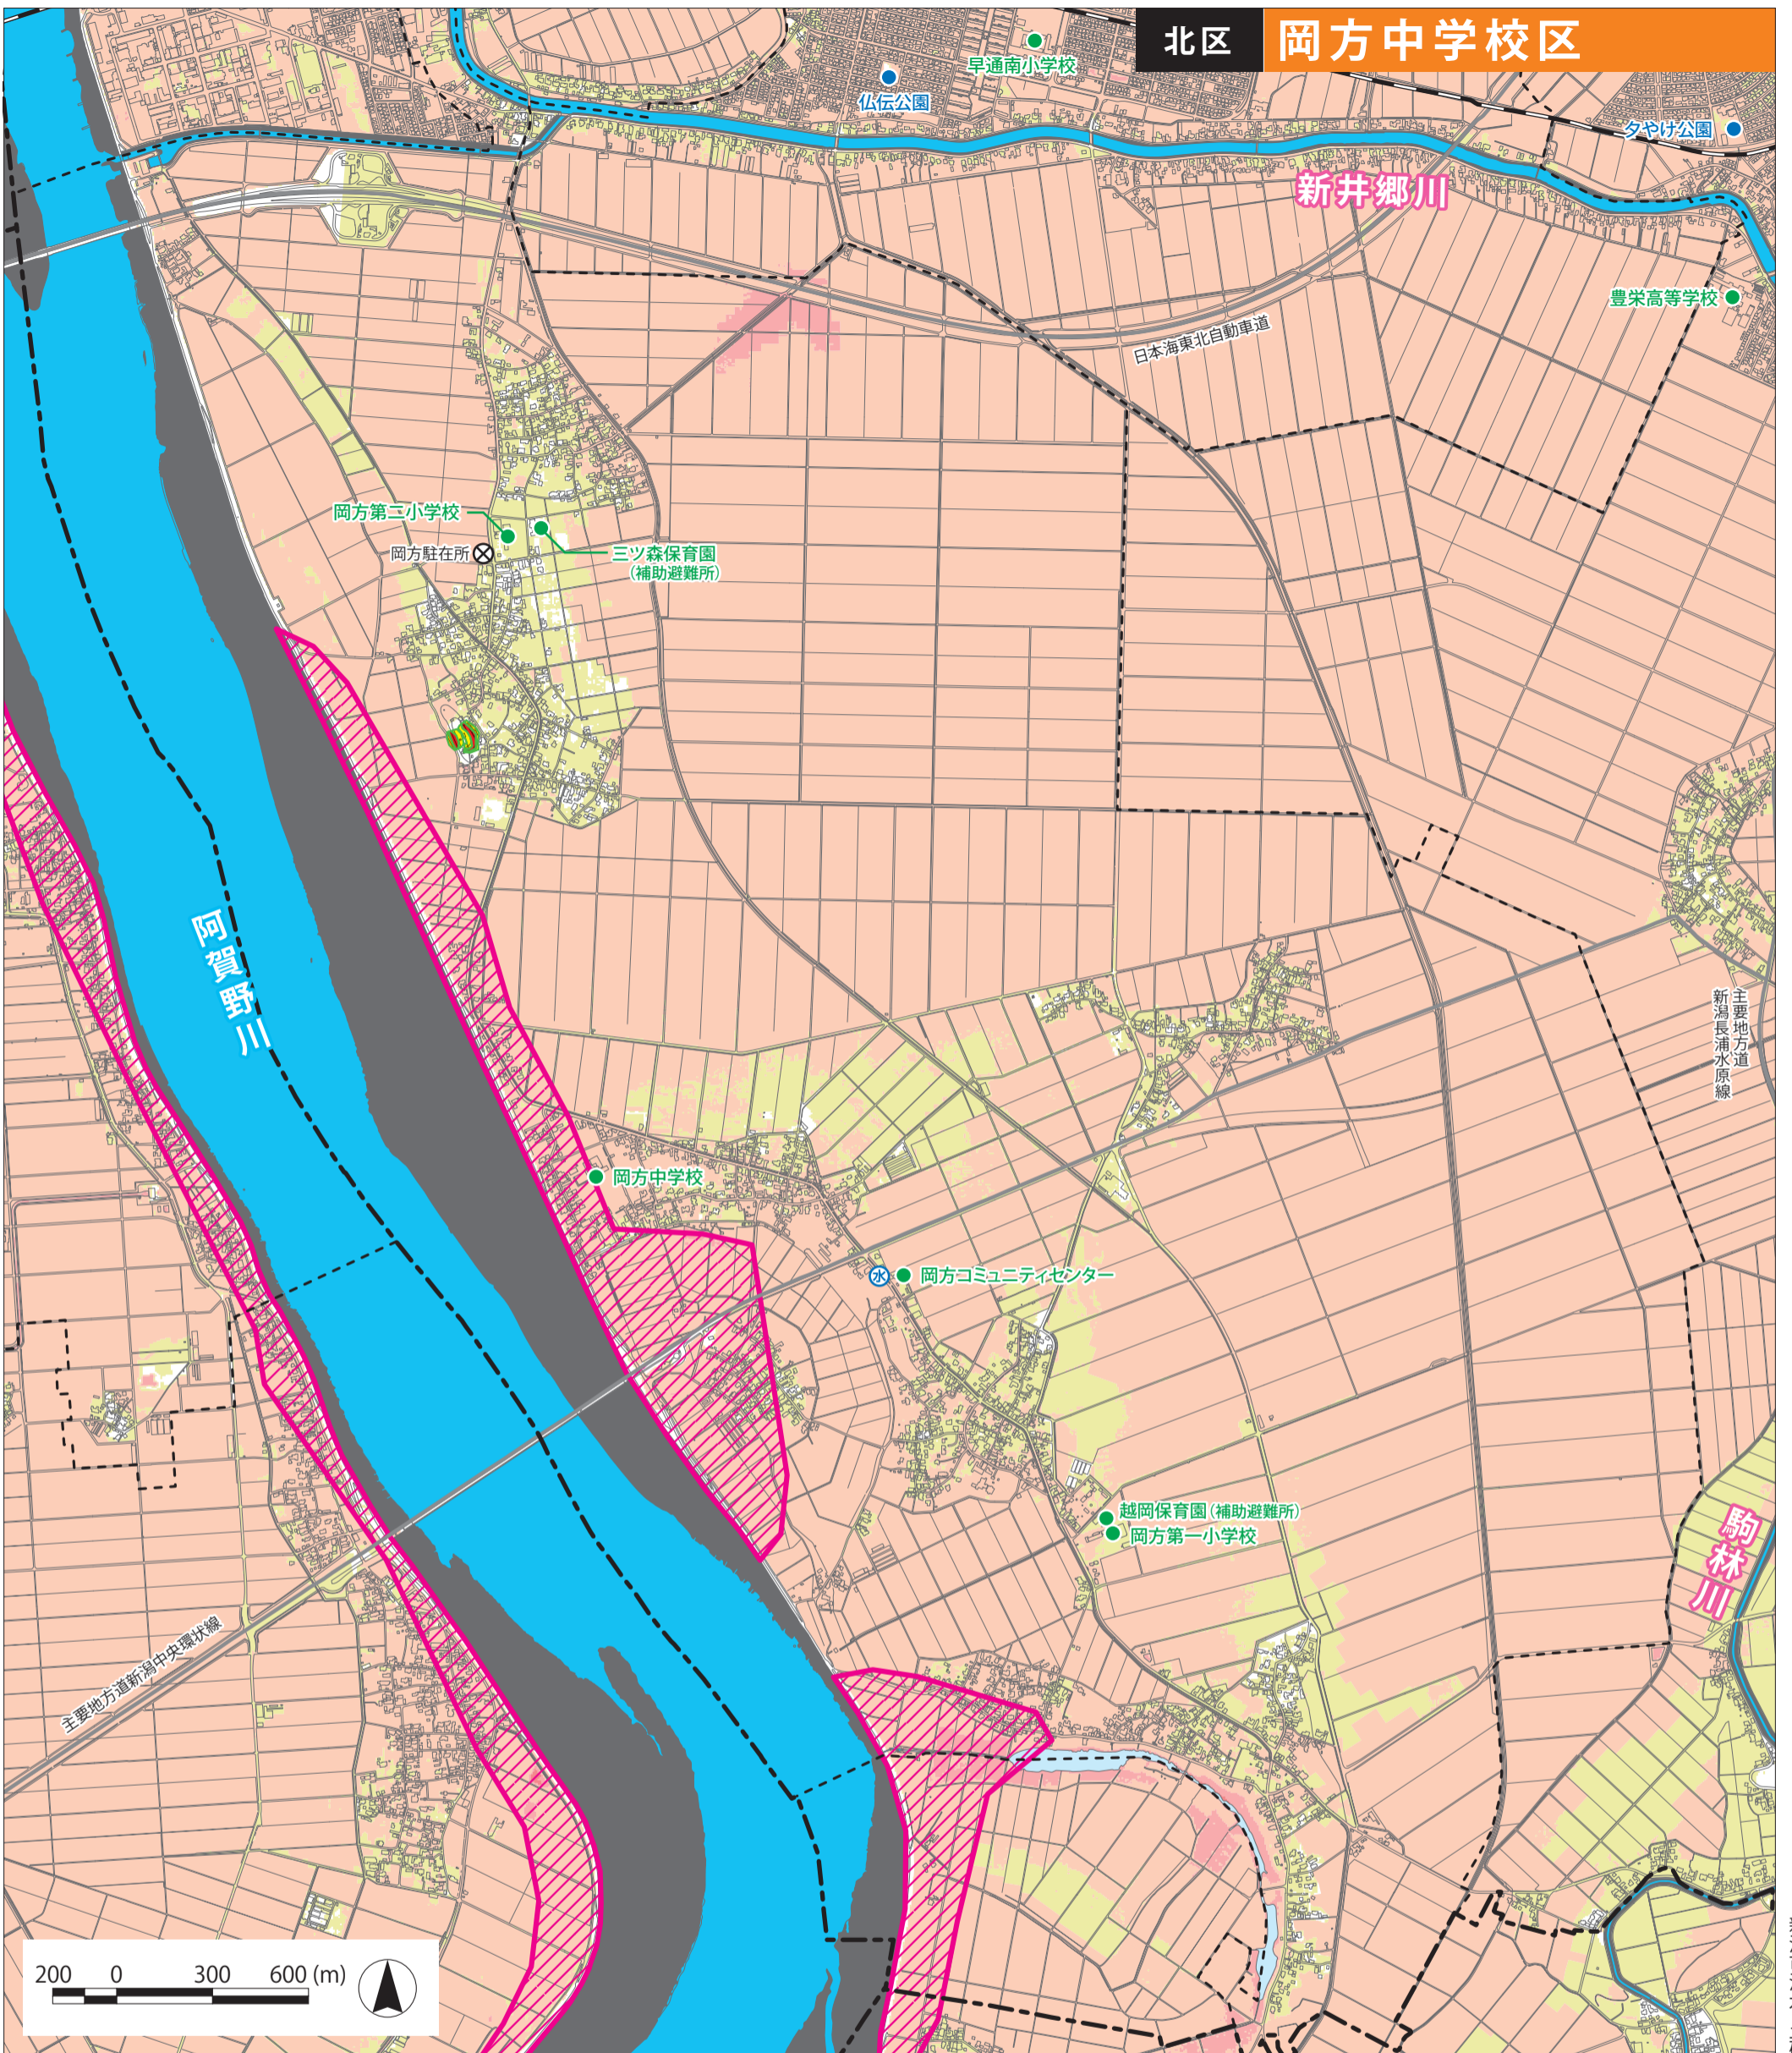 北区 岡方中学校区
早通南小学校
仏伝公園
夕やけ公園
新井郷川
豊栄高等学校
日本海東北自動車道
岡方第二小学校
岡方駐在所
三ツ森保育園
(補助避難所)
阿賀野川
主要地方道
新潟長浦水原線
岡方中学校
水 岡方コミュニティセンター
越岡保育園(補助避難所)
岡方第一小学校
駒林川
主要地方道新潟中央環状線
200 0 300 600 (m)